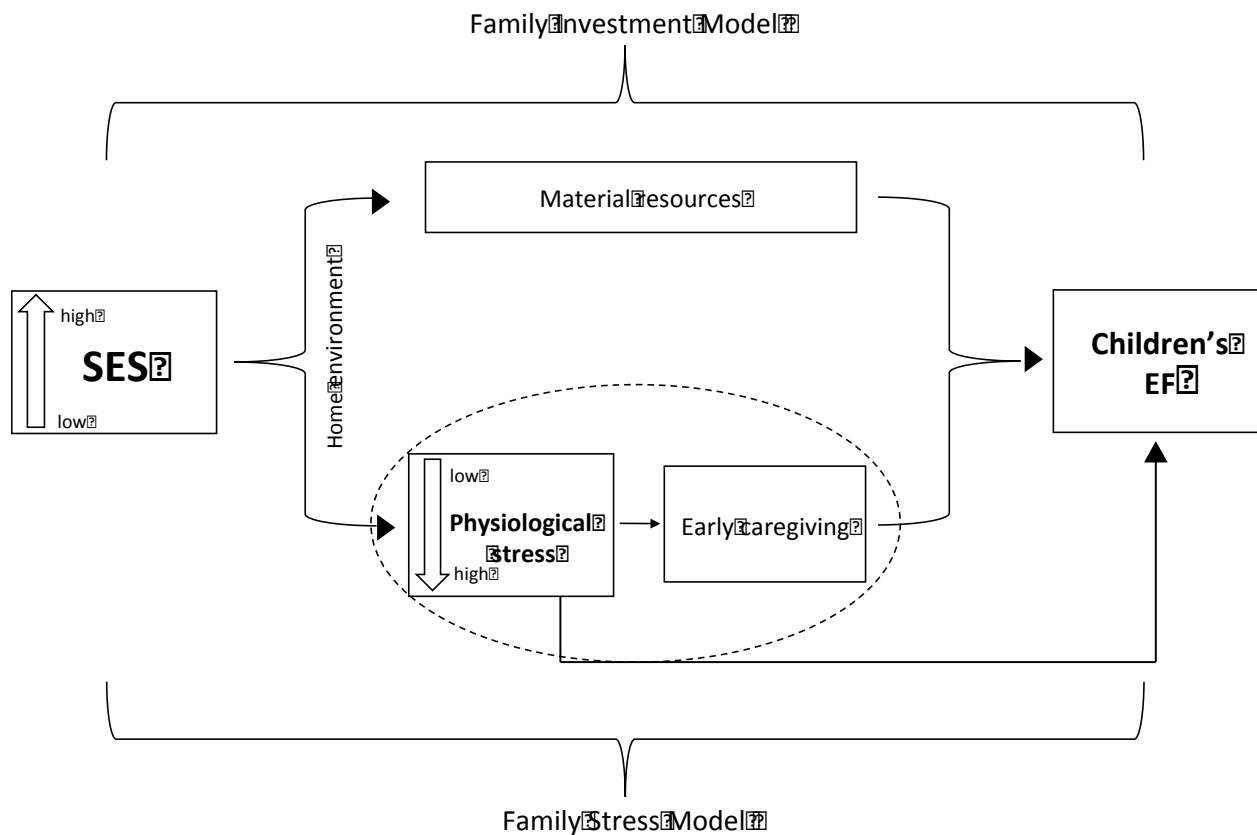 Family Investment Model
Material resources
Home environment
high
SES
low
Children's
EF
low
Physiological
stress
high
Early caregiving
Family Stress Model